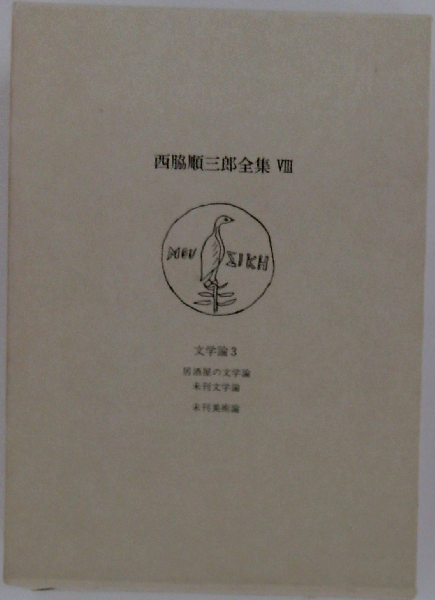 西脇順三郎全集 VIII
ΜΟΥ ΣΙΚΗ
文学論 3
居酒屋の文学論
未刊文学論
未刊美術論